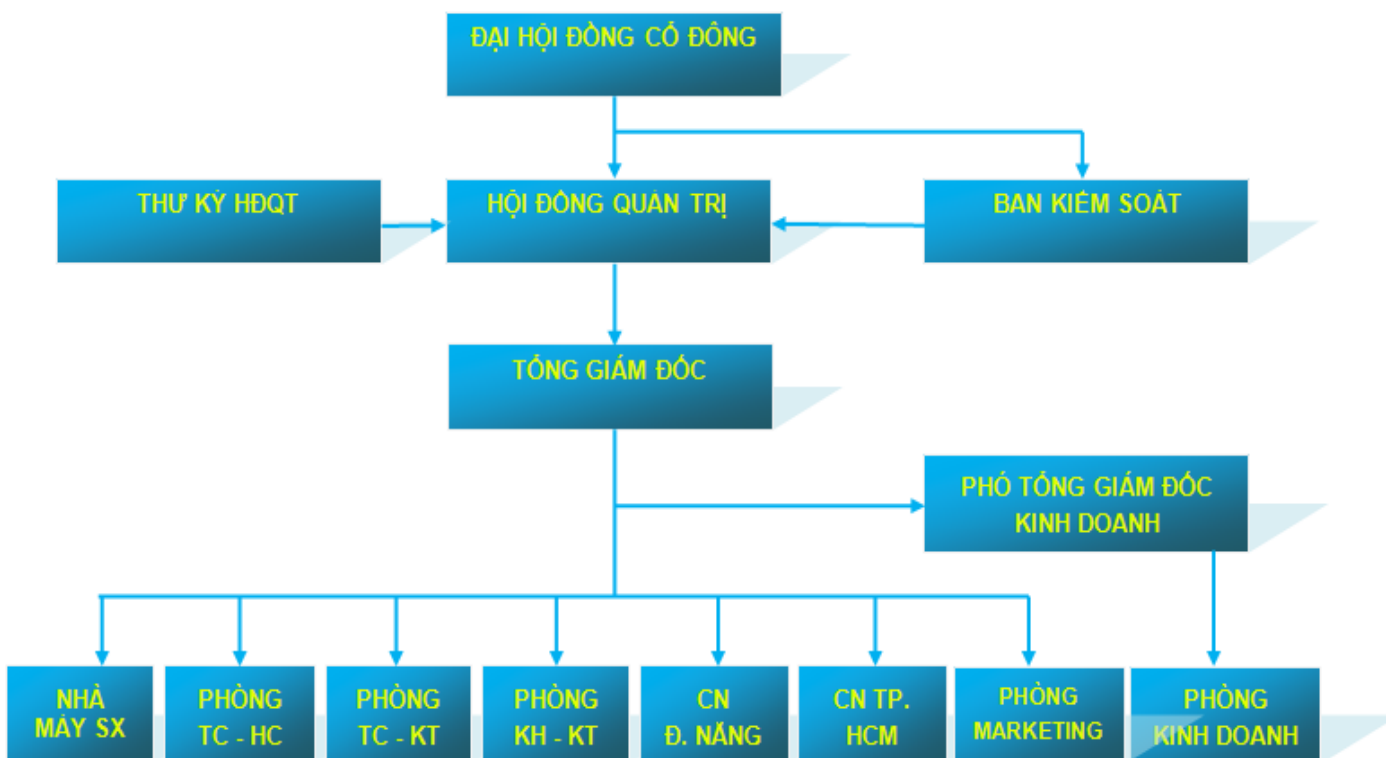 ĐẠI HỘI ĐỒNG CỔ ĐÔNG
THƯ KÝ HĐQT
HỘI ĐỒNG QUẢN TRỊ
BAN KIỂM SOÁT
TỔNG GIÁM ĐỐC
PHÓ TỔNG GIÁM ĐỐC
KINH DOANH
NHÀ
MÁY SX
PHÒNG
TC - HC
PHÒNG
TC - KT
PHÒNG
KH - KT
CN
Đ. NẴNG
CN TP.
HCM
PHÒNG
MARKETING
PHÒNG
KINH DOANH